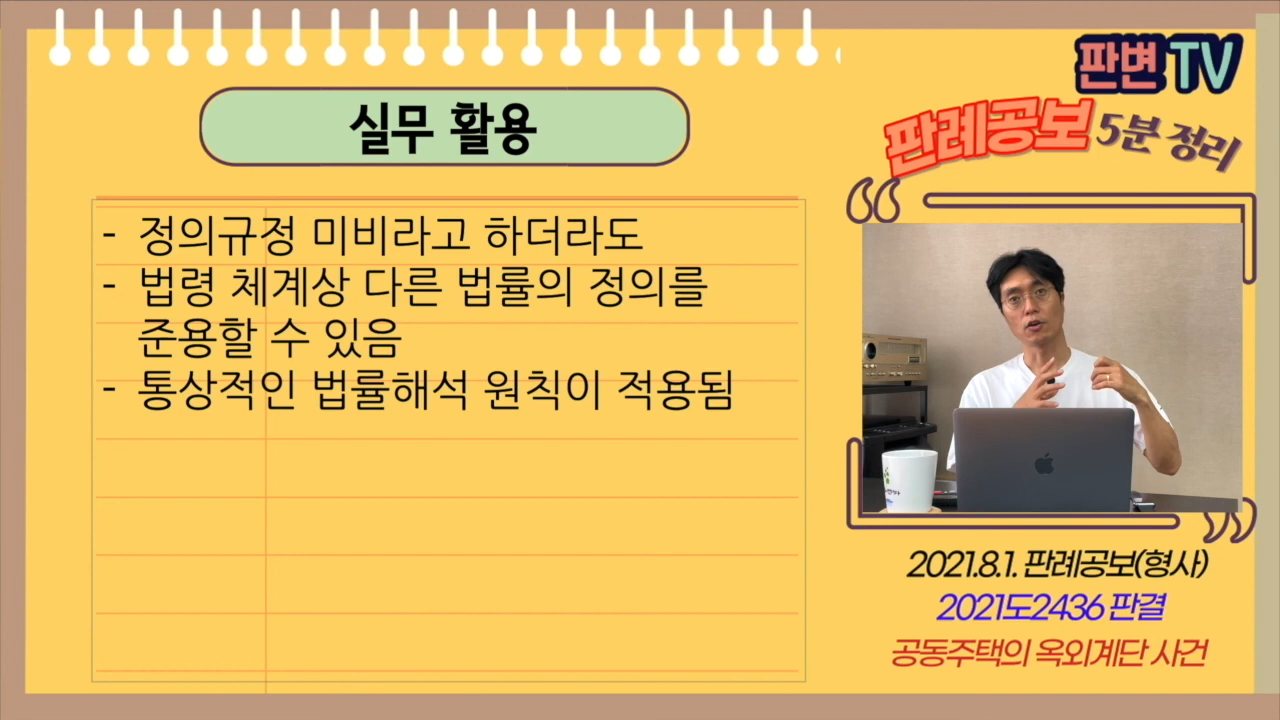 판변 TV
판례공보 5분 정리
실무 활용
- 정의규정 미비라고 하더라도
- 법령 체계상 다른 법률의 정의를
준용할 수 있음
- 통상적인 법률해석 원칙이 적용됨
2021.8.1. 판례공보(형사)
2021도2436 판결
공동주택의 옥외계단 사건